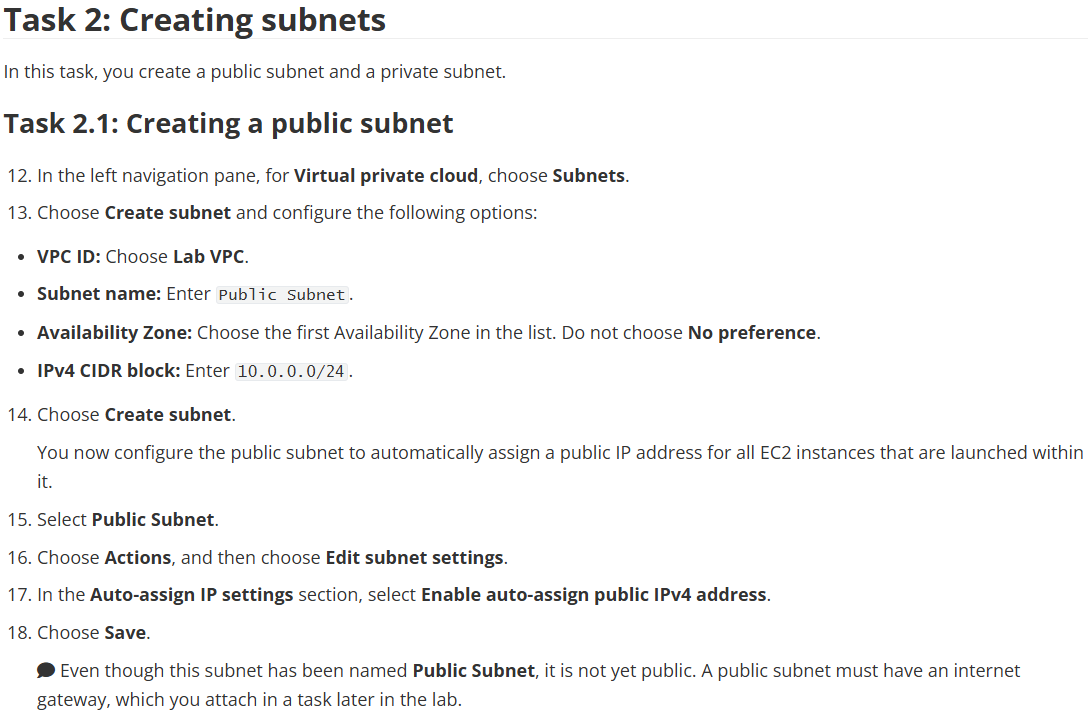 Task 2: Creating subnets
In this task, you create a public subnet and a private subnet.
Task 2.1: Creating a public subnet
12. In the left navigation pane, for Virtual private cloud, choose Subnets.
13. Choose Create subnet and configure the following options:
• VPC ID: Choose Lab VPC.
• Subnet name: Enter Public Subnet.
• Availability Zone: Choose the first Availability Zone in the list. Do not choose No preference.
• IPv4 CIDR block: Enter 10.0.0.0/24.
14. Choose Create subnet.
You now configure the public subnet to automatically assign a public IP address for all EC2 instances that are launched within
it.
15. Select Public Subnet.
16. Choose Actions, and then choose Edit subnet settings.
17. In the Auto-assign IP settings section, select Enable auto-assign public IPv4 address.
18. Choose Save.
Even though this subnet has been named Public Subnet, it is not yet public. A public subnet must have an internet
gateway, which you attach in a task later in the lab.